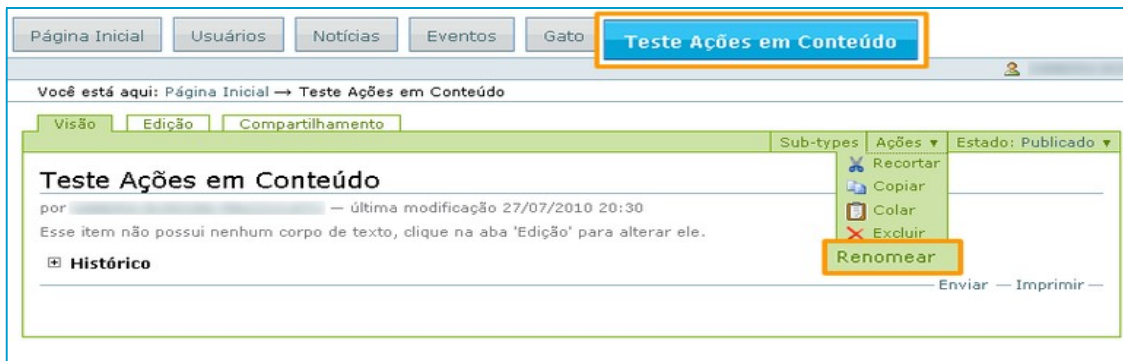 Página Inicial Usuários Notícias Eventos Gato Teste Ações em Conteúdo
Você está aqui: Página Inicial → Teste Ações em Conteúdo
Visão Edição Compartilhamento
Sub-types Ações ▼ Estado: Publicado ▼
Recortar
Copiar
Colar
Excluir
Renomear
Teste Ações em Conteúdo
por — última modificação 27/07/2010 20:30
Esse item não possui nenhum corpo de texto, clique na aba 'Edição' para alterar ele.
Histórico
Enviar — Imprimir —